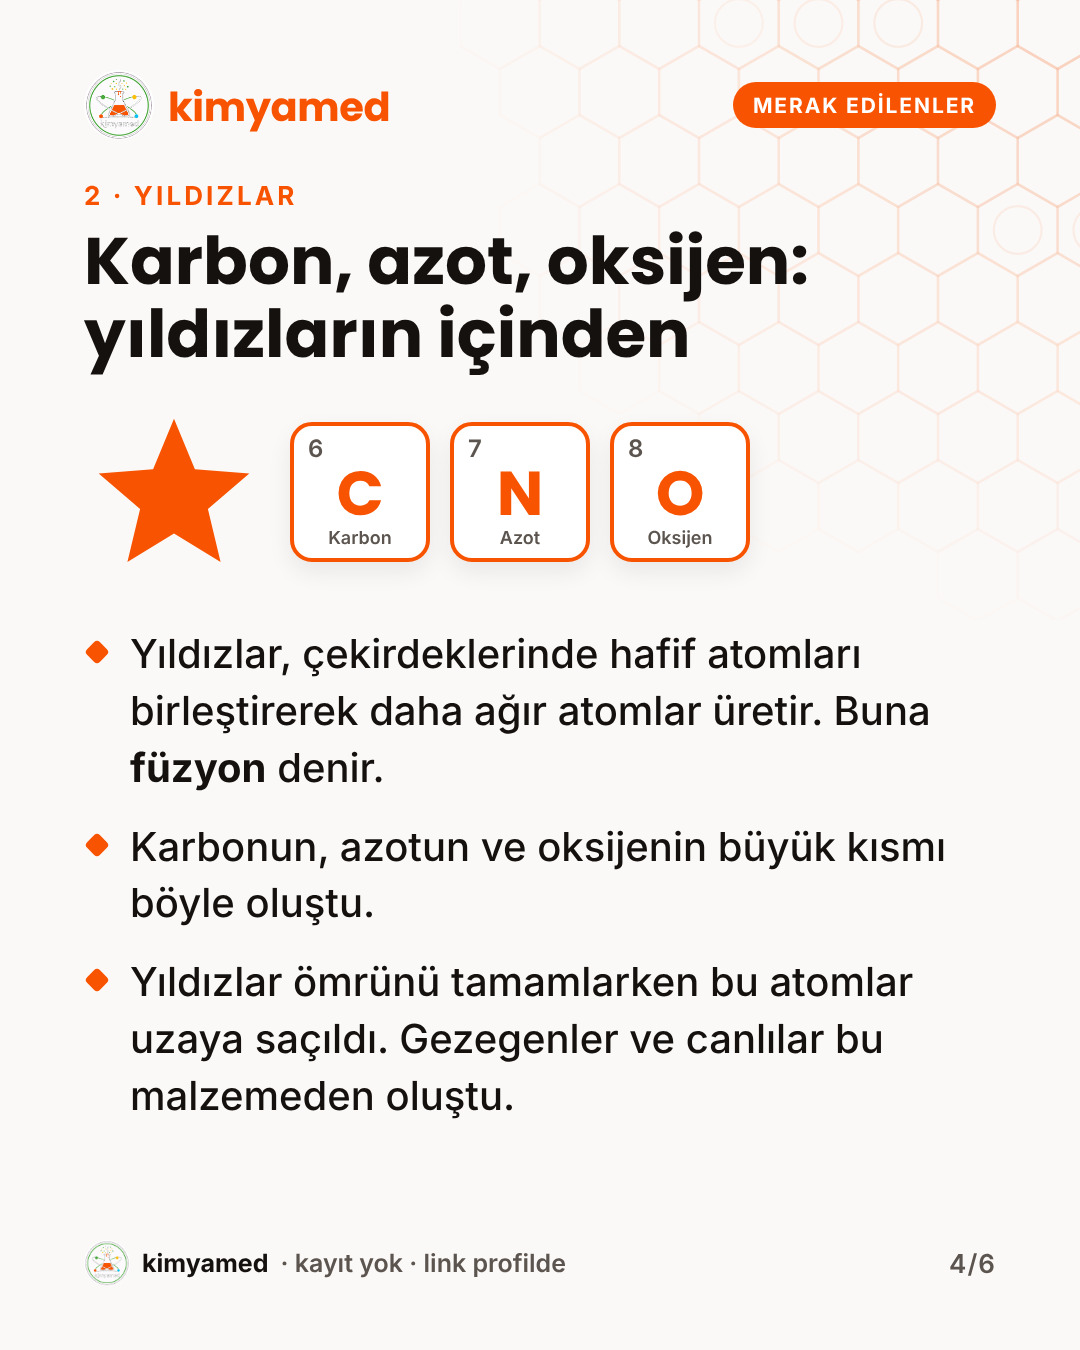 kimyamed
MERAK EDİLENLER
2 · YILDIZLAR
Karbon, azot, oksijen:
yıldızların içinden
6
C
Karbon
7
N
Azot
8
O
Oksijen
Yıldızlar, çekirdeklerinde hafif atomları
birleştirerek daha ağır atomlar üretir. Buna
füzyon denir.
Karbonun, azotun ve oksijenin büyük kısmı
böyle oluştu.
Yıldızlar ömrünü tamamlarken bu atomlar
uzaya saçıldı. Gezegenler ve canlılar bu
malzemeden oluştu.
kimyamed · kayıt yok · link profilde
4/6